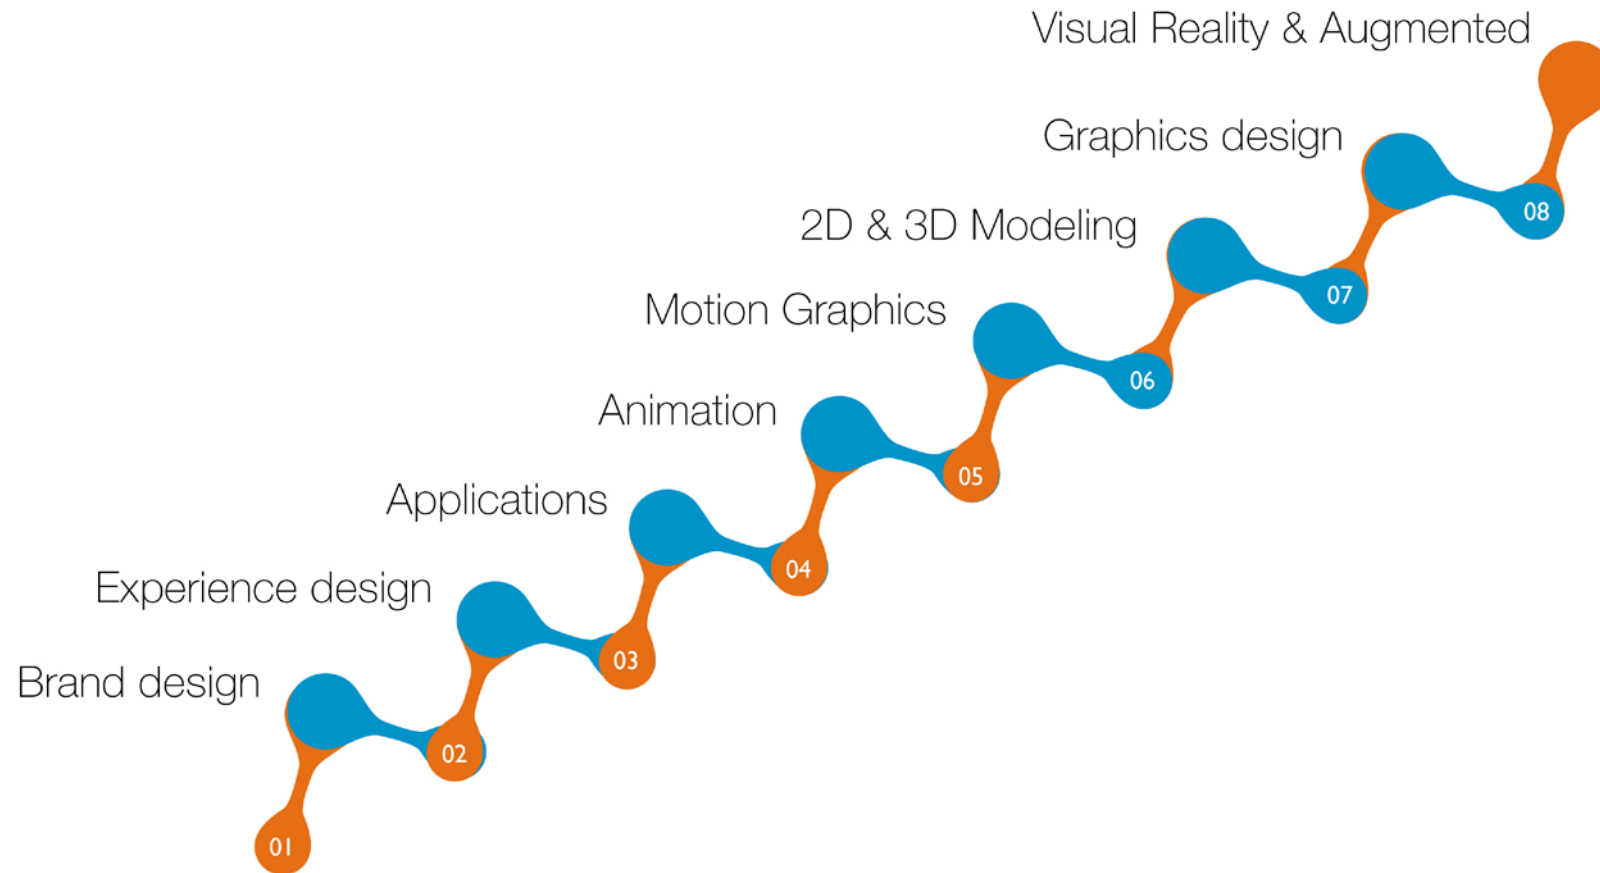 Visual Reality & Augmented
Graphics design
08
2D & 3D Modeling
07
Motion Graphics
06
Animation
05
Applications
04
Experience design
03
Brand design
02
01